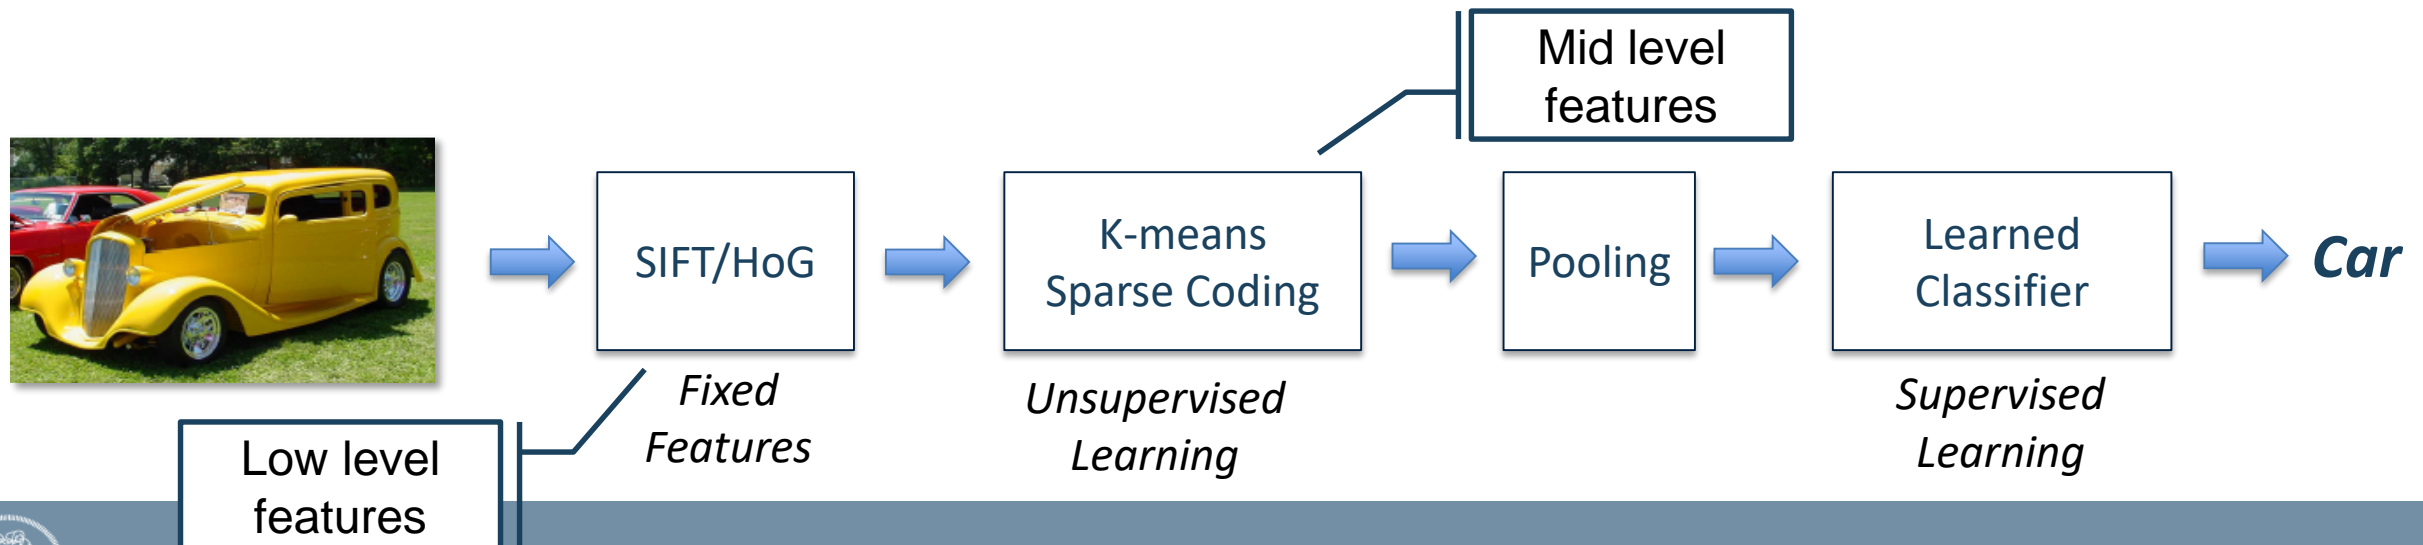 Mid level
features
SIFT/HoG
K-means
Sparse Coding
Pooling
Learned
Classifier
Car
Fixed
Features
Unsupervised
Learning
Supervised
Learning
Low level
features